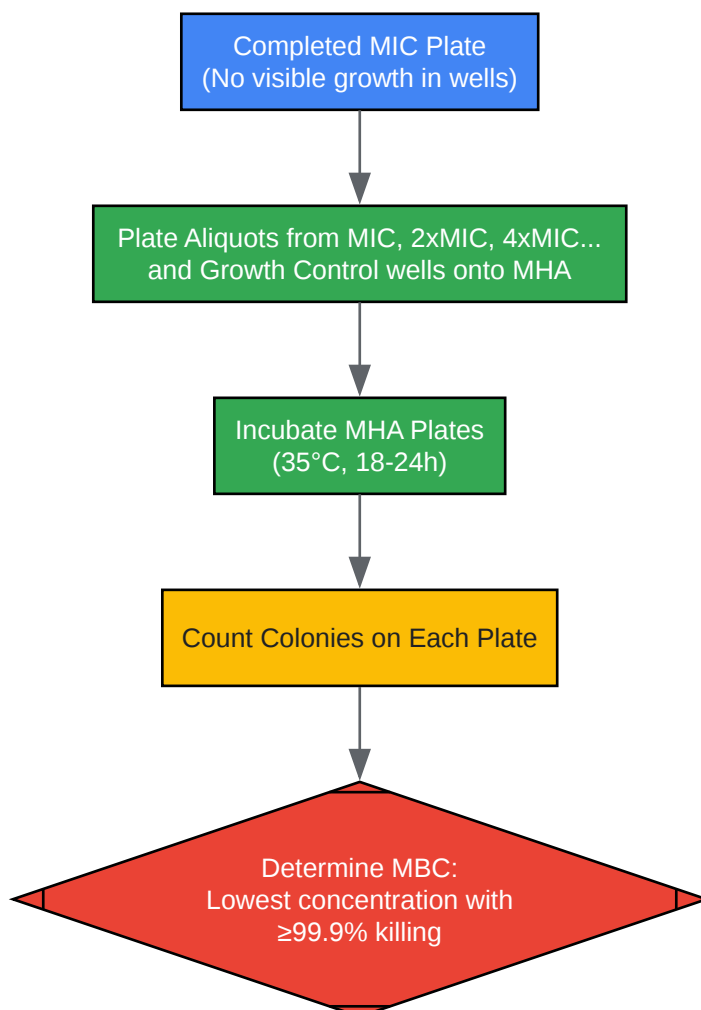 Completed MIC Plate
(No visible growth in wells)
Plate Aliquots from MIC, 2xMIC, 4xMIC...
and Growth Control wells onto MHA
Incubate MHA Plates
(35°C, 18-24h)
Count Colonies on Each Plate
Determine MBC:
Lowest concentration with
≥99.9% killing